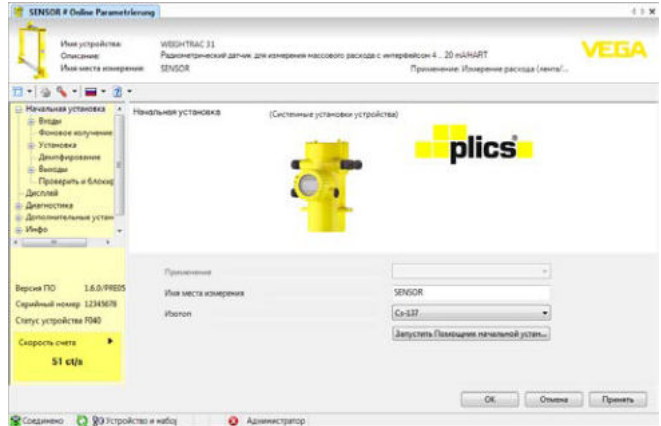 SENSOR # Online Parametrierung
Имя устройства: WEIGHTRAC 31
Описание: Радиометрический датчик для измерения массового расхода с интерфейсом 4 ... 20 mA/HART
Имя места измерения: SENSOR
Применение: Измерение расхода (лента/...
VEGA
Начальная установка
Входы
Фоновое излучение
Установка
Демпфирование
Выходы
Проверить и блокир
Дисплей
Диагностика
Дополнительные устан
Инфо
Начальная установка (Системные установки устройства)
plics
Версия ПО 1.6.0/PRE05
Серийный номер 12345678
Статус устройства F040
Скорость счета
51 ct/s
Применение
Имя места измерения SENSOR
Изотоп Cs-137
Запустить Помощник начальной устан...
OK Отмена Принять
Соединено Устройство и набор Администратор